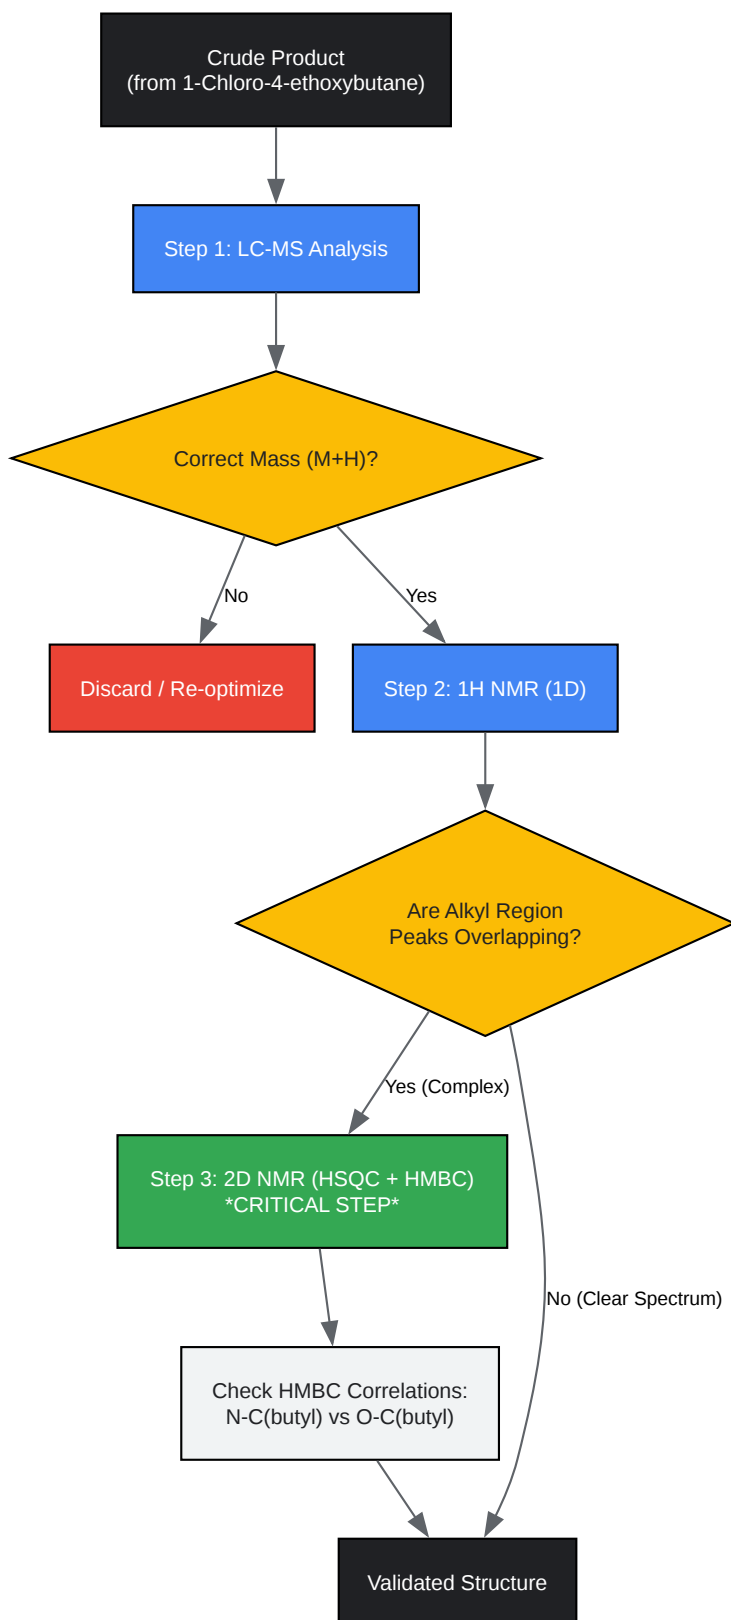 Crude Product
(from 1-Chloro-4-ethoxybutane)
Step 1: LC-MS Analysis
Correct Mass (M+H)?
No
Yes
Discard / Re-optimize
Step 2: 1H NMR (1D)
Are Alkyl Region
Peaks Overlapping?
Yes (Complex)
Step 3: 2D NMR (HSQC + HMBC)
*CRITICAL STEP*
No (Clear Spectrum)
Check HMBC Correlations:
N-C(butyl) vs O-C(butyl)
Validated Structure